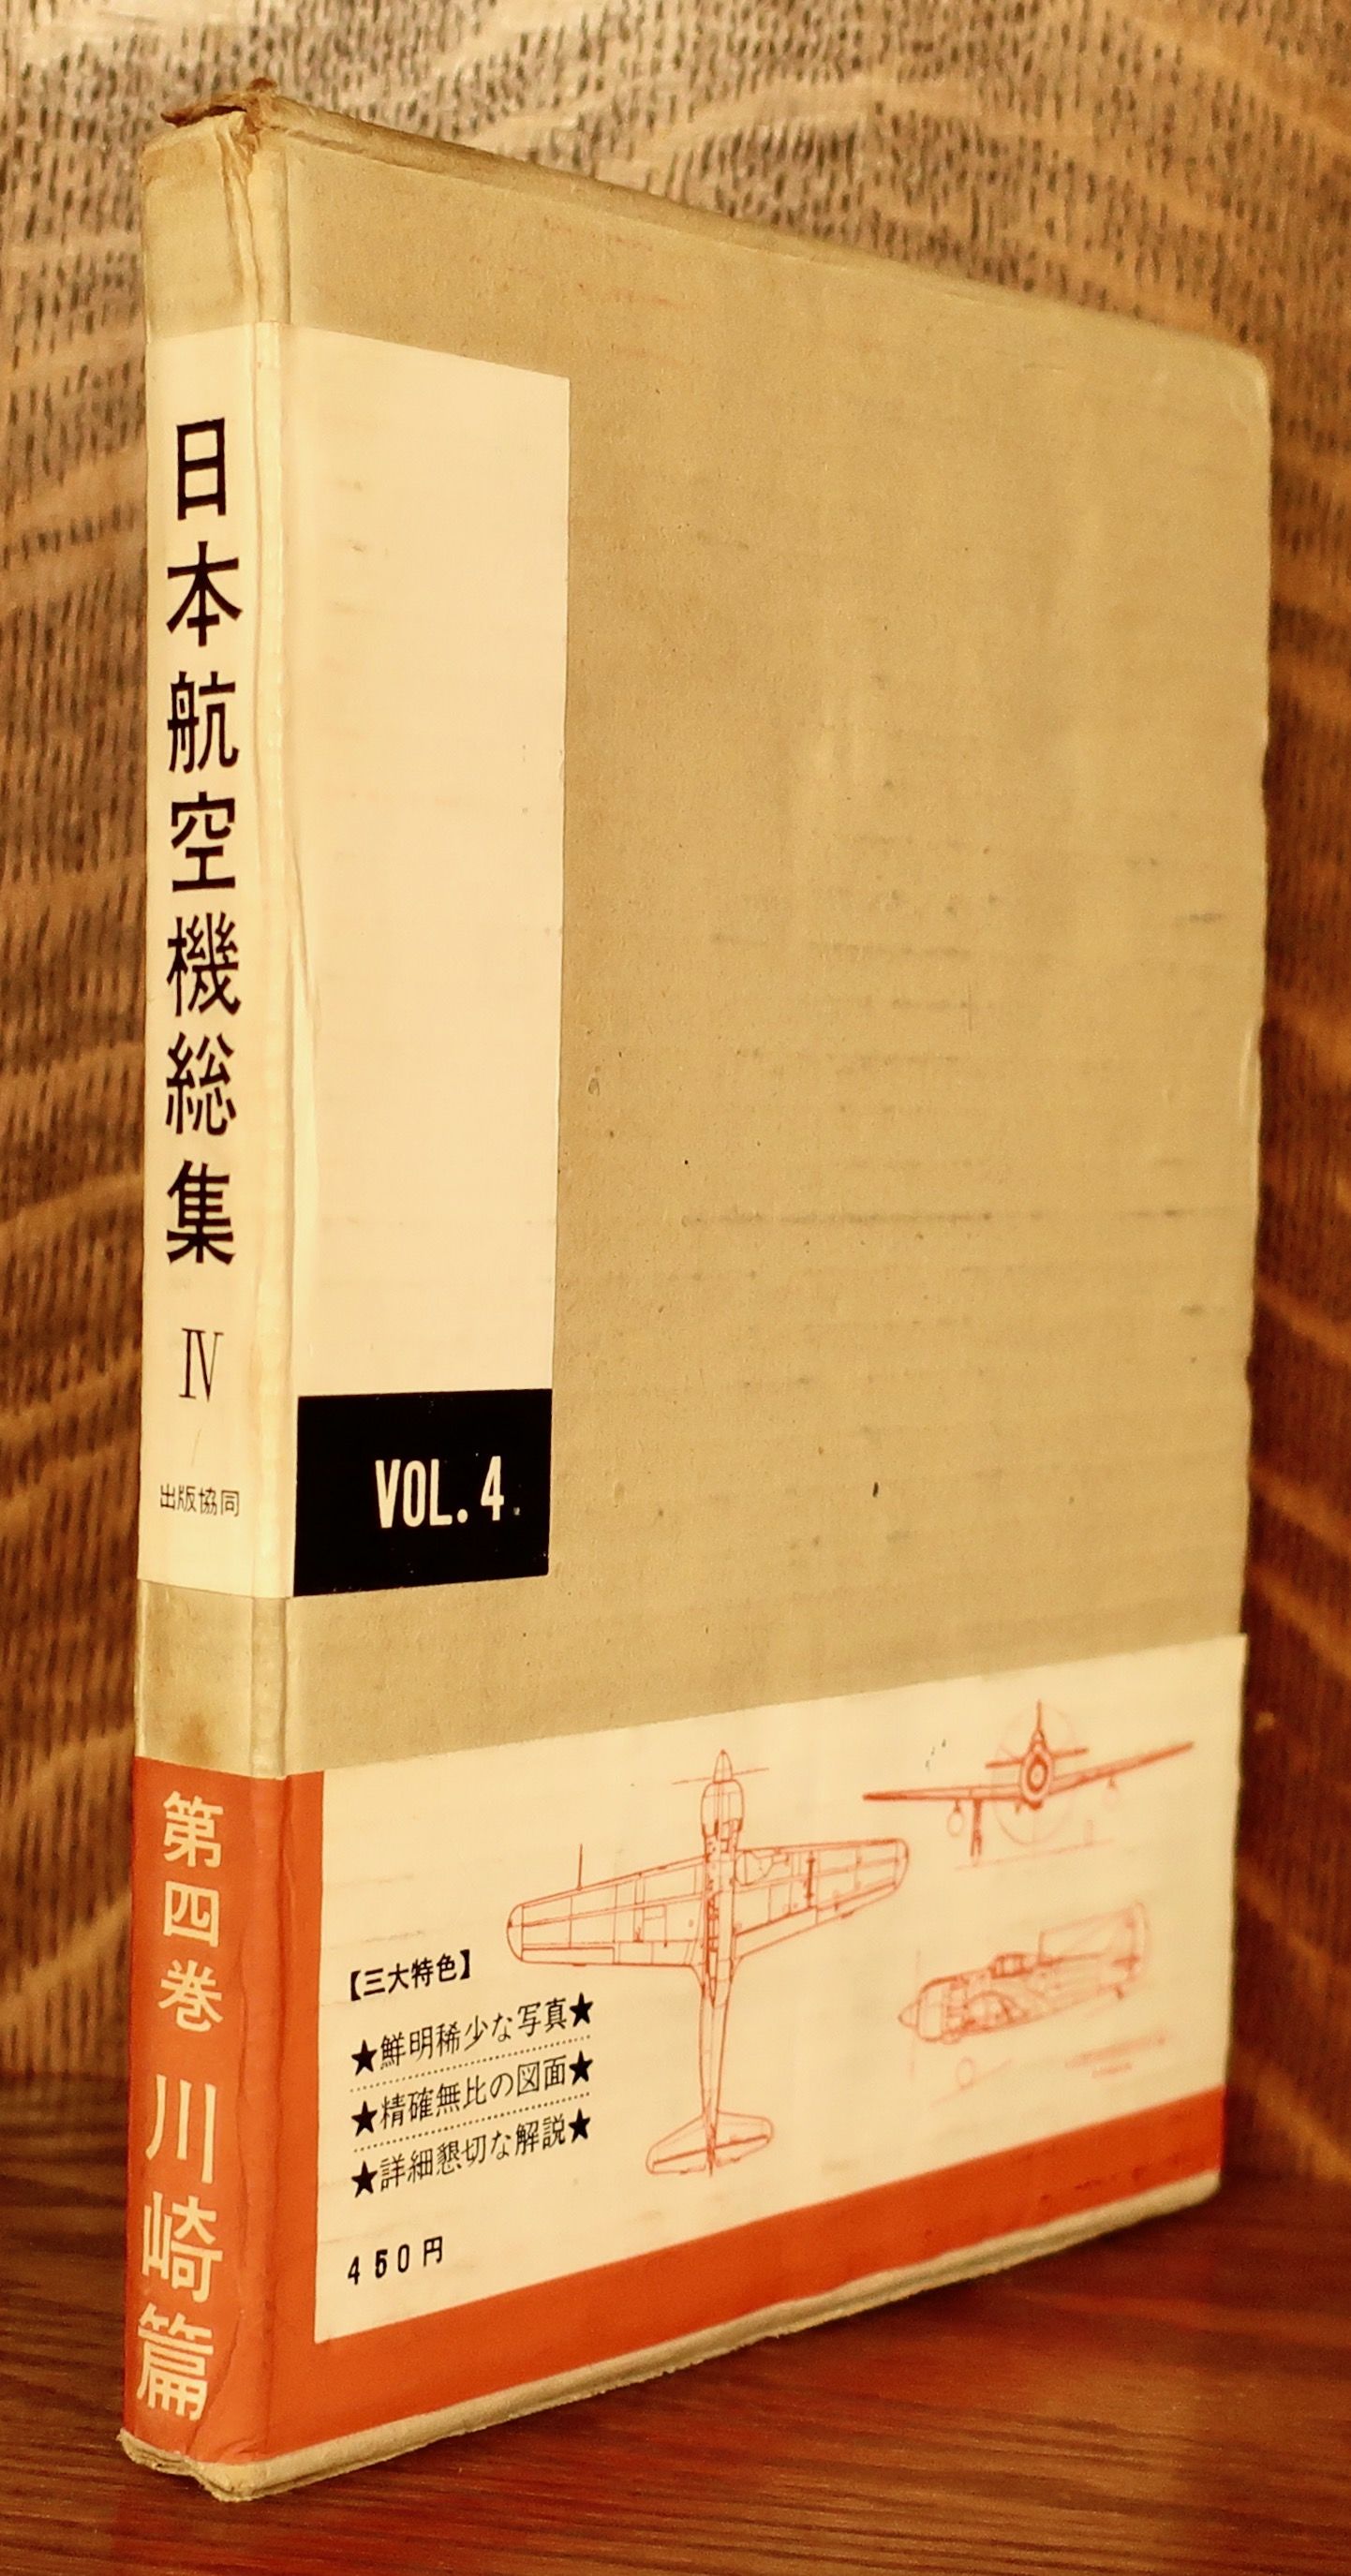 日本航空機総集
IV
出版協同
VOL.4
第四巻 川崎篇
【三大特色】
★鮮明稀少な写真★
★精確無比の図面★
★詳細懇切な解説★
450円